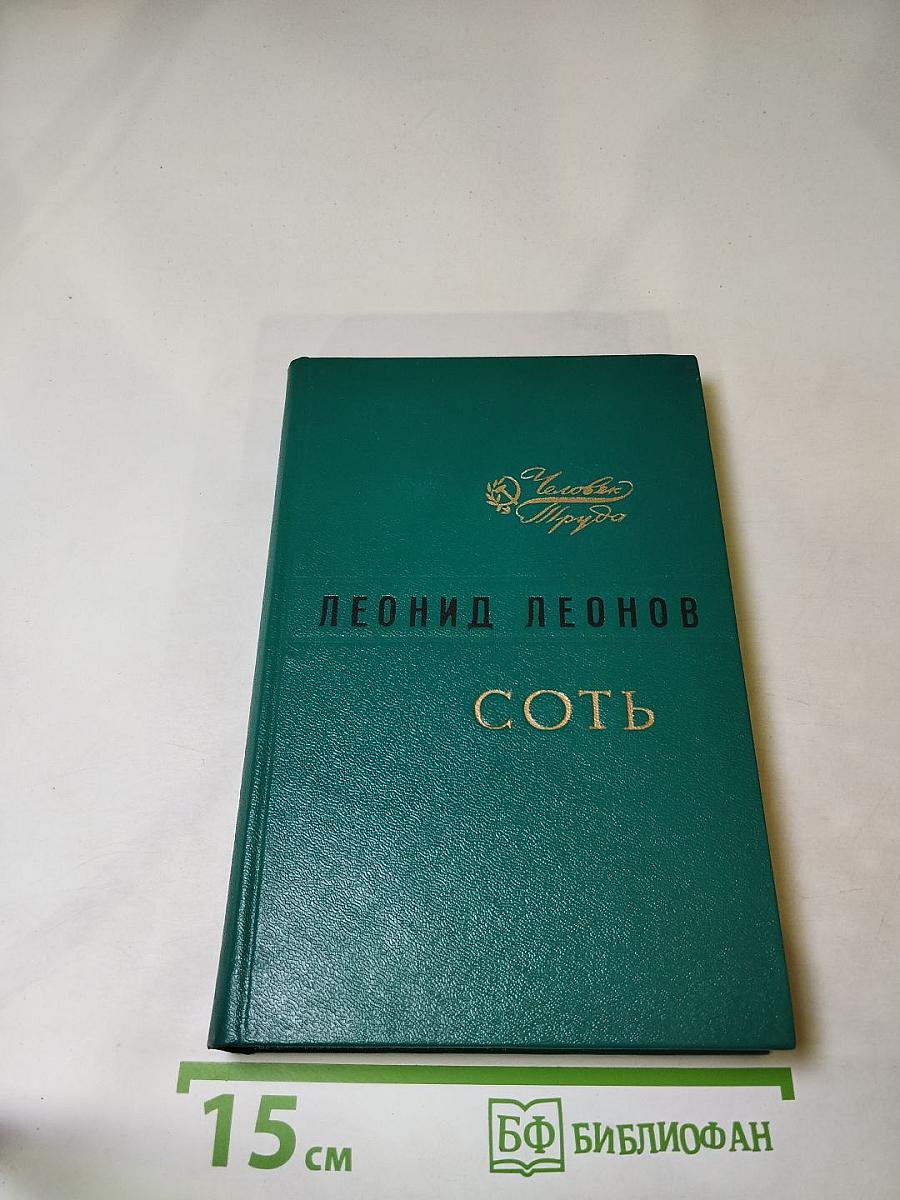 Человек
Труда
ЛЕОНИД ЛЕОНОВ
СОТЬ
15 см
БФ БИБЛИОФАН